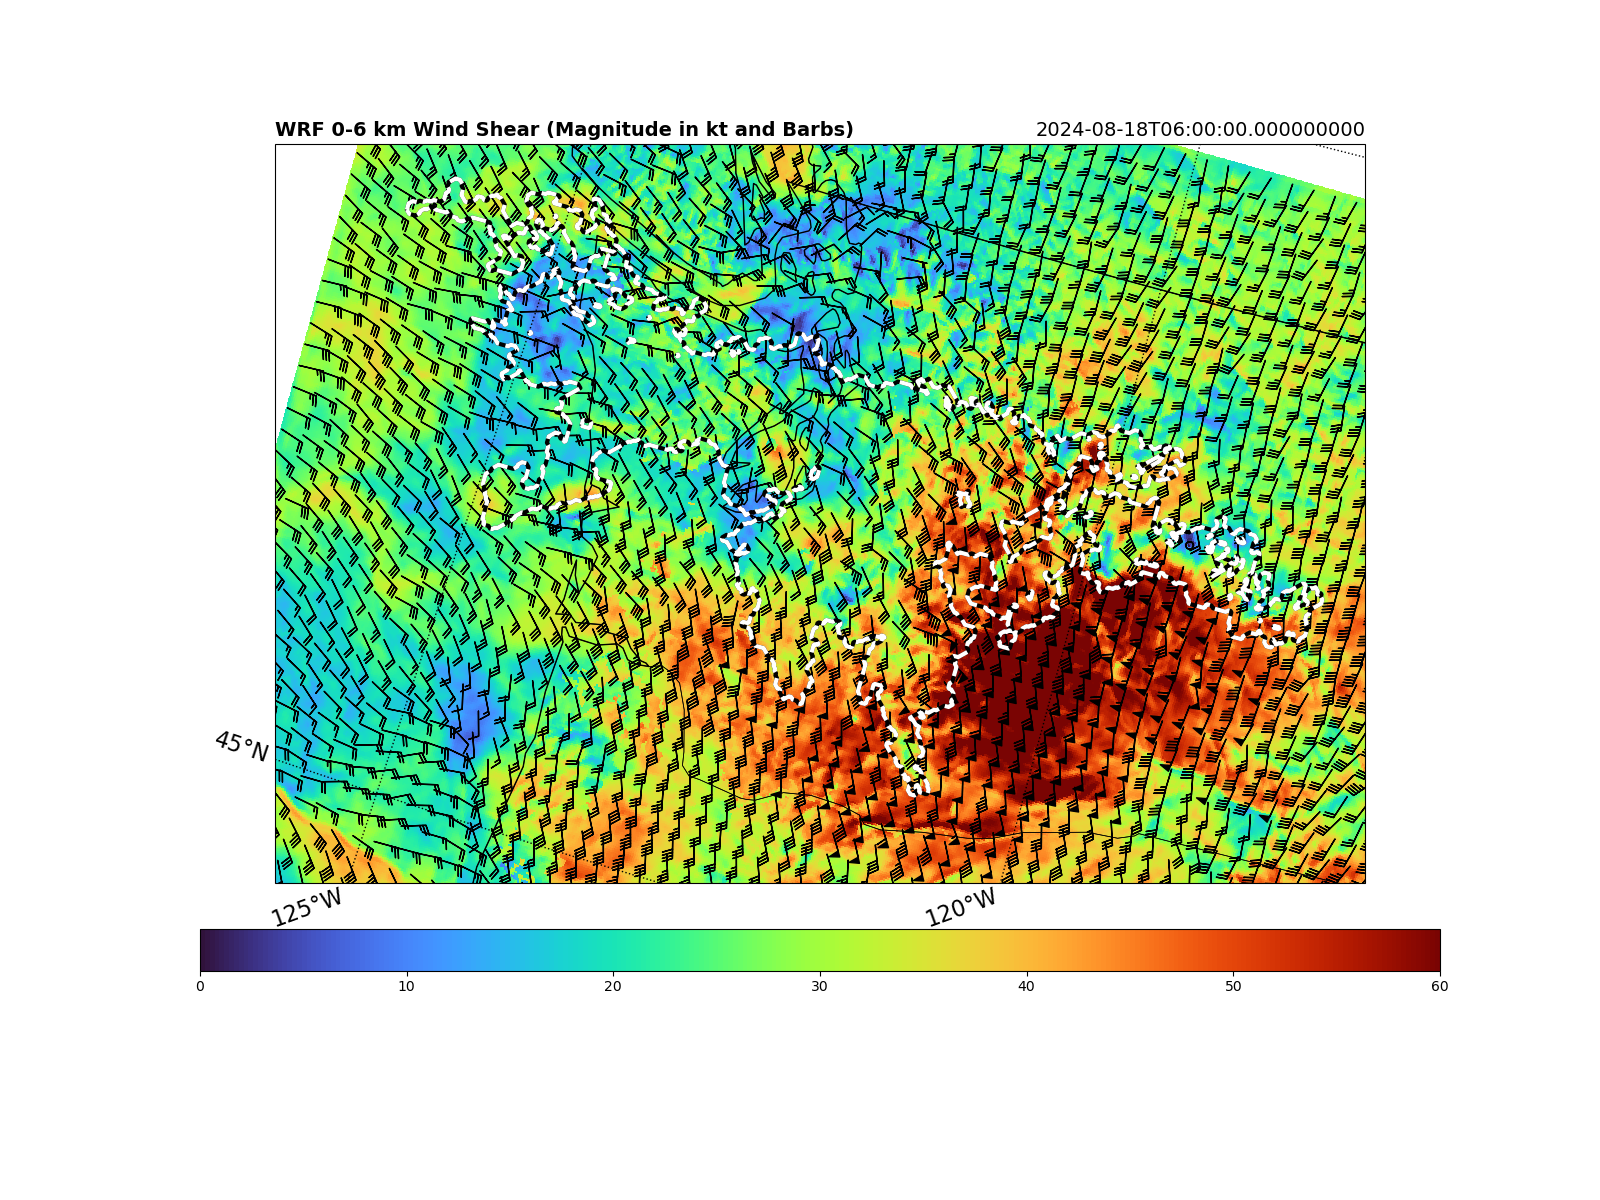 WRF 0-6 km Wind Shear (Magnitude in kt and Barbs) 2024-08-18T06:00:00.000000000
45°N
125°W 120°W
0 10 20 30 40 50 60